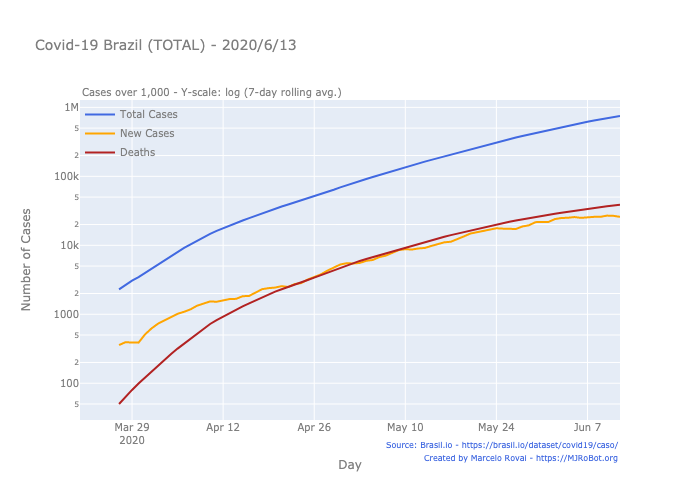 Covid-19 Brazil (TOTAL) - 2020/6/13
Cases over 1,000 - Y-scale: log (7-day rolling avg.)
Total Cases
New Cases
Deaths
1M
5
2
100k
5
2
10k
5
2
1000
5
2
100
5
Number of Cases
Mar 29
2020
Apr 12
Apr 26
May 10
May 24
Jun 7
Day
Source: Brasil.io - https://brasil.io/dataset/covid19/caso/
Created by Marcelo Rovai - https://MJRoBot.org